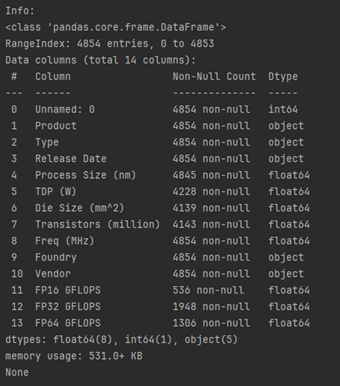 Info:
<class 'pandas.core.frame.DataFrame'>
RangeIndex: 4854 entries, 0 to 4853
Data columns (total 14 columns):
 #   Column                 Non-Null Count  Dtype
---  ------                 --------------  -----
 0   Unnamed: 0             4854 non-null   int64
 1   Product                4854 non-null   object
 2   Type                   4854 non-null   object
 3   Release Date           4854 non-null   object
 4   Process Size (nm)      4845 non-null   float64
 5   TDP (W)                4228 non-null   float64
 6   Die Size (mm^2)        4139 non-null   float64
 7   Transistors (million)  4143 non-null   float64
 8   Freq (MHz)             4854 non-null   float64
 9   Foundry                4854 non-null   object
 10  Vendor                 4854 non-null   object
 11  FP16 GFLOPS            536 non-null    float64
 12  FP32 GFLOPS            1948 non-null   float64
 13  FP64 GFLOPS            1306 non-null   float64
dtypes: float64(8), int64(1), object(5)
memory usage: 531.0+ KB
None